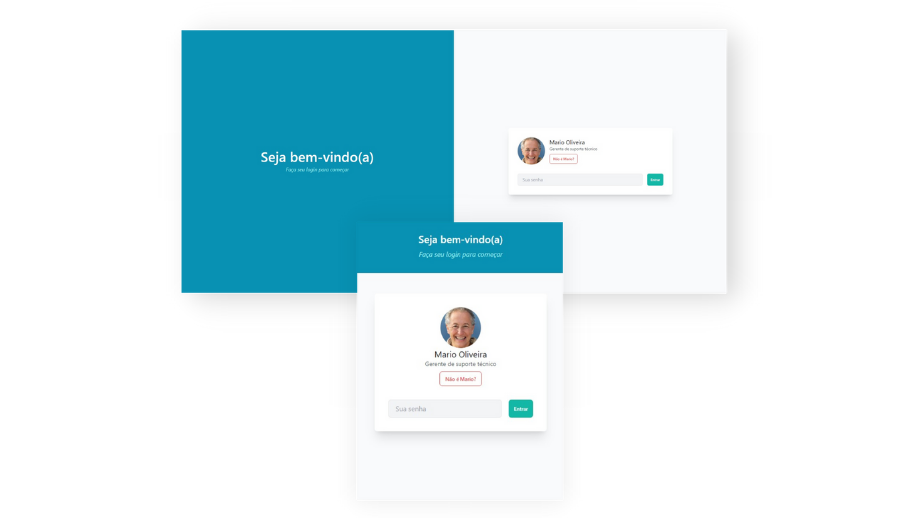 Seja bem-vindo(a)
Faça seu login para começar
Mario Oliveira
Gerente de suporte técnico
Não é Mario?
Sua senha
Entrar
Seja bem-vindo(a)
Faça seu login para começar
Mario Oliveira
Gerente de suporte técnico
Não é Mario?
Sua senha
Entrar